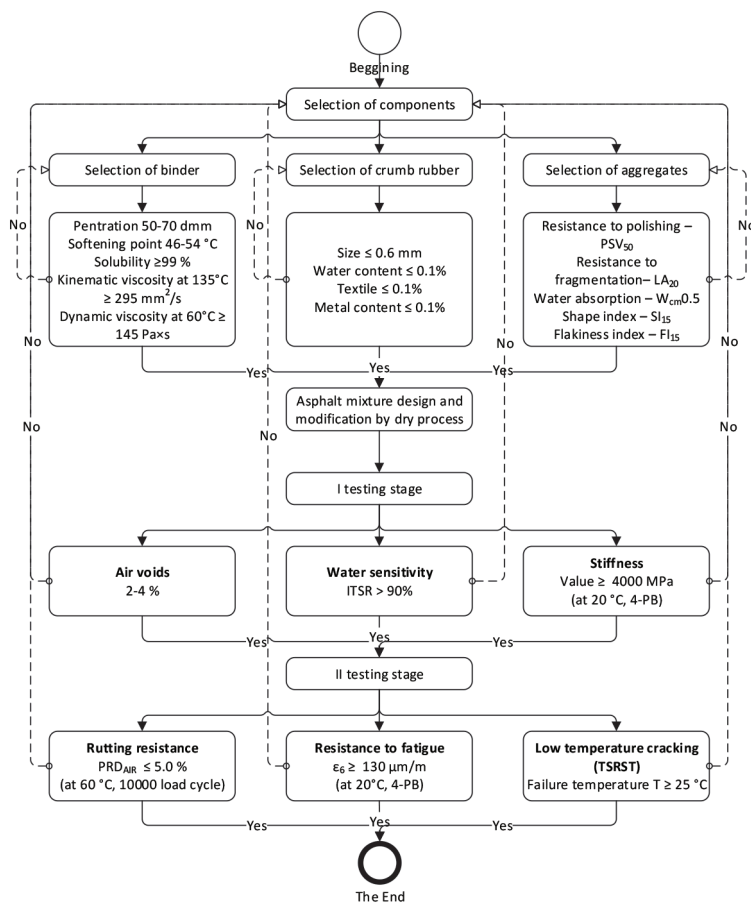 Beggining
Selection of components
Selection of binder
Selection of crumb rubber
Selection of aggregates
No
No
No
Pentration 50-70 dmm
Softening point 46-54 °C
Solubility ≥99 %
Kinematic viscosity at 135°C
≥ 295 mm²/s
Dynamic viscosity at 60°C ≥
145 Pa×s
Size ≤ 0.6 mm
Water content ≤ 0.1%
Textile ≤ 0.1%
Metal content ≤ 0.1%
Resistance to polishing –
PSV₅₀
Resistance to
fragmentation– LA₂₀
Water absorption – W꜀ₘ0.5
Shape index – SI₁₅
Flakiness index – FI₁₅
No
No
No
Yes
Yes
Yes
Asphalt mixture design and
modification by dry process
No
No
No
I testing stage
Air voids
2-4 %
Water sensitivity
ITSR > 90%
Stiffness
Value ≥ 4000 MPa
(at 20 °C, 4-PB)
Yes
Yes
Yes
II testing stage
Rutting resistance
PRD_AIR ≤ 5.0 %
(at 60 °C, 10000 load cycle)
Resistance to fatigue
ε₆ ≥ 130 μm/m
(at 20°C, 4-PB)
Low temperature cracking
(TSRST)
Failure temperature T ≥ 25 °C
Yes
Yes
Yes
The End